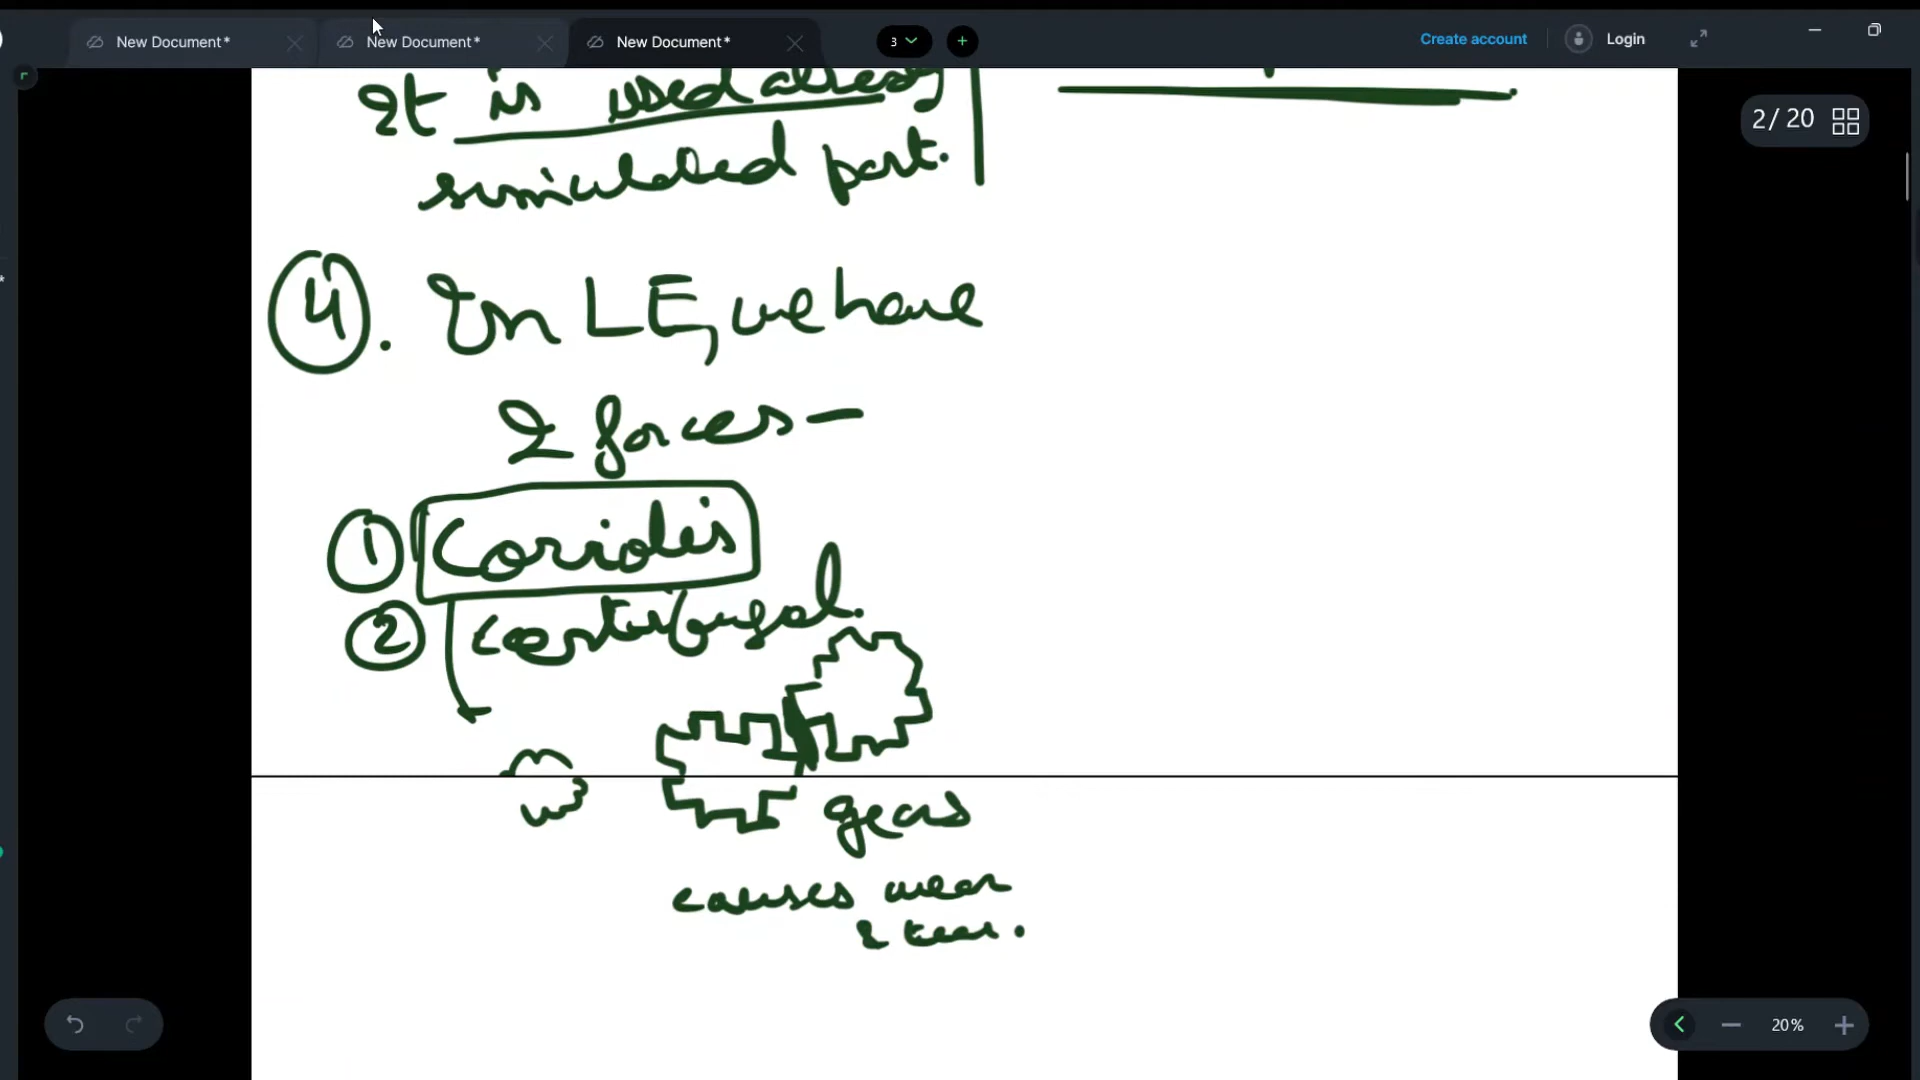 New Document*
New Document*
New Document*
3
Create account
Login
2/ 20
It is used already
simulated part.
4. In LE, we have
2 forces-
1 Coriolis
2 Centrifugal.
gears
causes wear
& tear.
20%